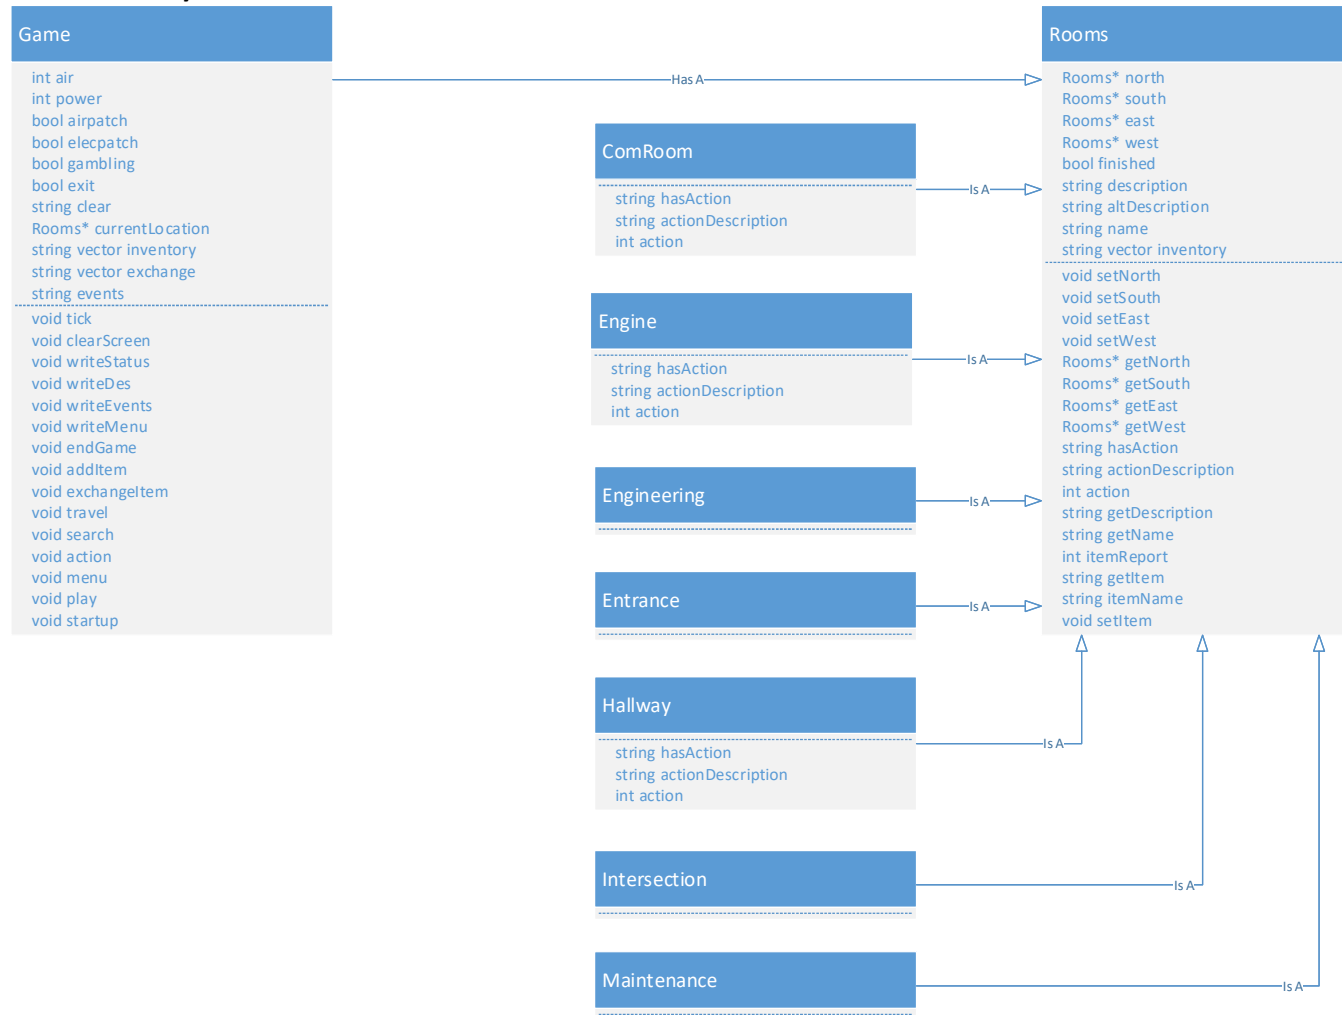 Game
int air
int power
bool airpatch
bool elecpatch
bool gambling
bool exit
string clear
Rooms* currentLocation
string vector inventory
string vector exchange
string events
void tick
void clearScreen
void writeStatus
void writeDes
void writeEvents
void writeMenu
void endGame
void addItem
void exchangeItem
void travel
void search
void action
void menu
void play
void startup
Has A
ComRoom
string hasAction
string actionDescription
int action
Is A
Engine
string hasAction
string actionDescription
int action
Is A
Engineering
Is A
Entrance
Is A
Hallway
string hasAction
string actionDescription
int action
Is A
Intersection
Is A
Maintenance
Is A
Rooms
Rooms* north
Rooms* south
Rooms* east
Rooms* west
bool finished
string description
string altDescription
string name
string vector inventory
void setNorth
void setSouth
void setEast
void setWest
Rooms* getNorth
Rooms* getSouth
Rooms* getEast
Rooms* getWest
string hasAction
string actionDescription
int action
string getDescription
string getName
int itemReport
string getItem
string itemName
void setItem